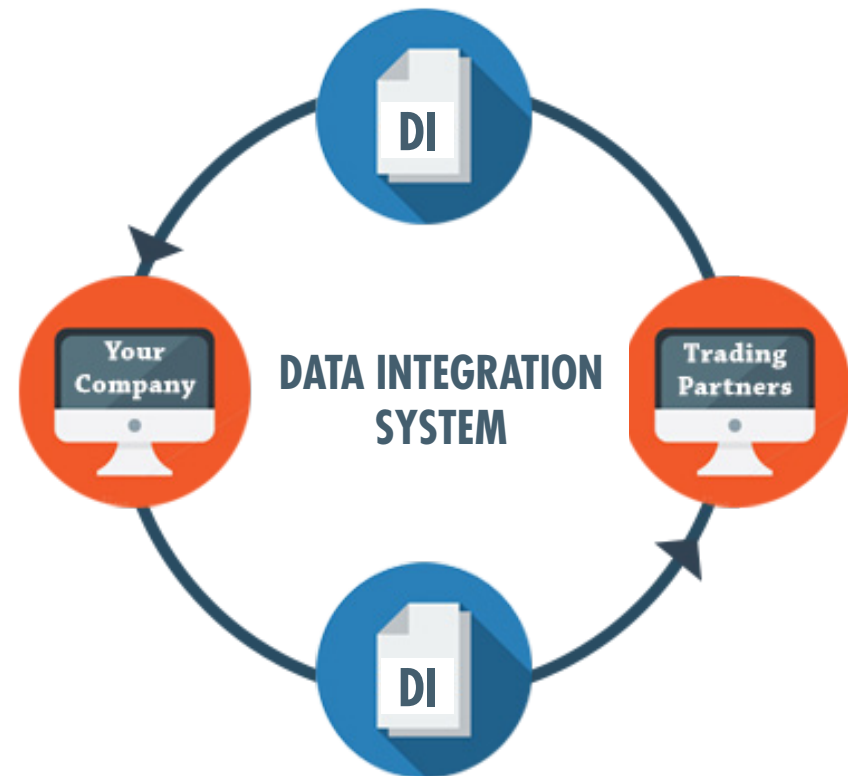 DI
Your
Company
DATA INTEGRATION
SYSTEM
Trading
Partners
DI